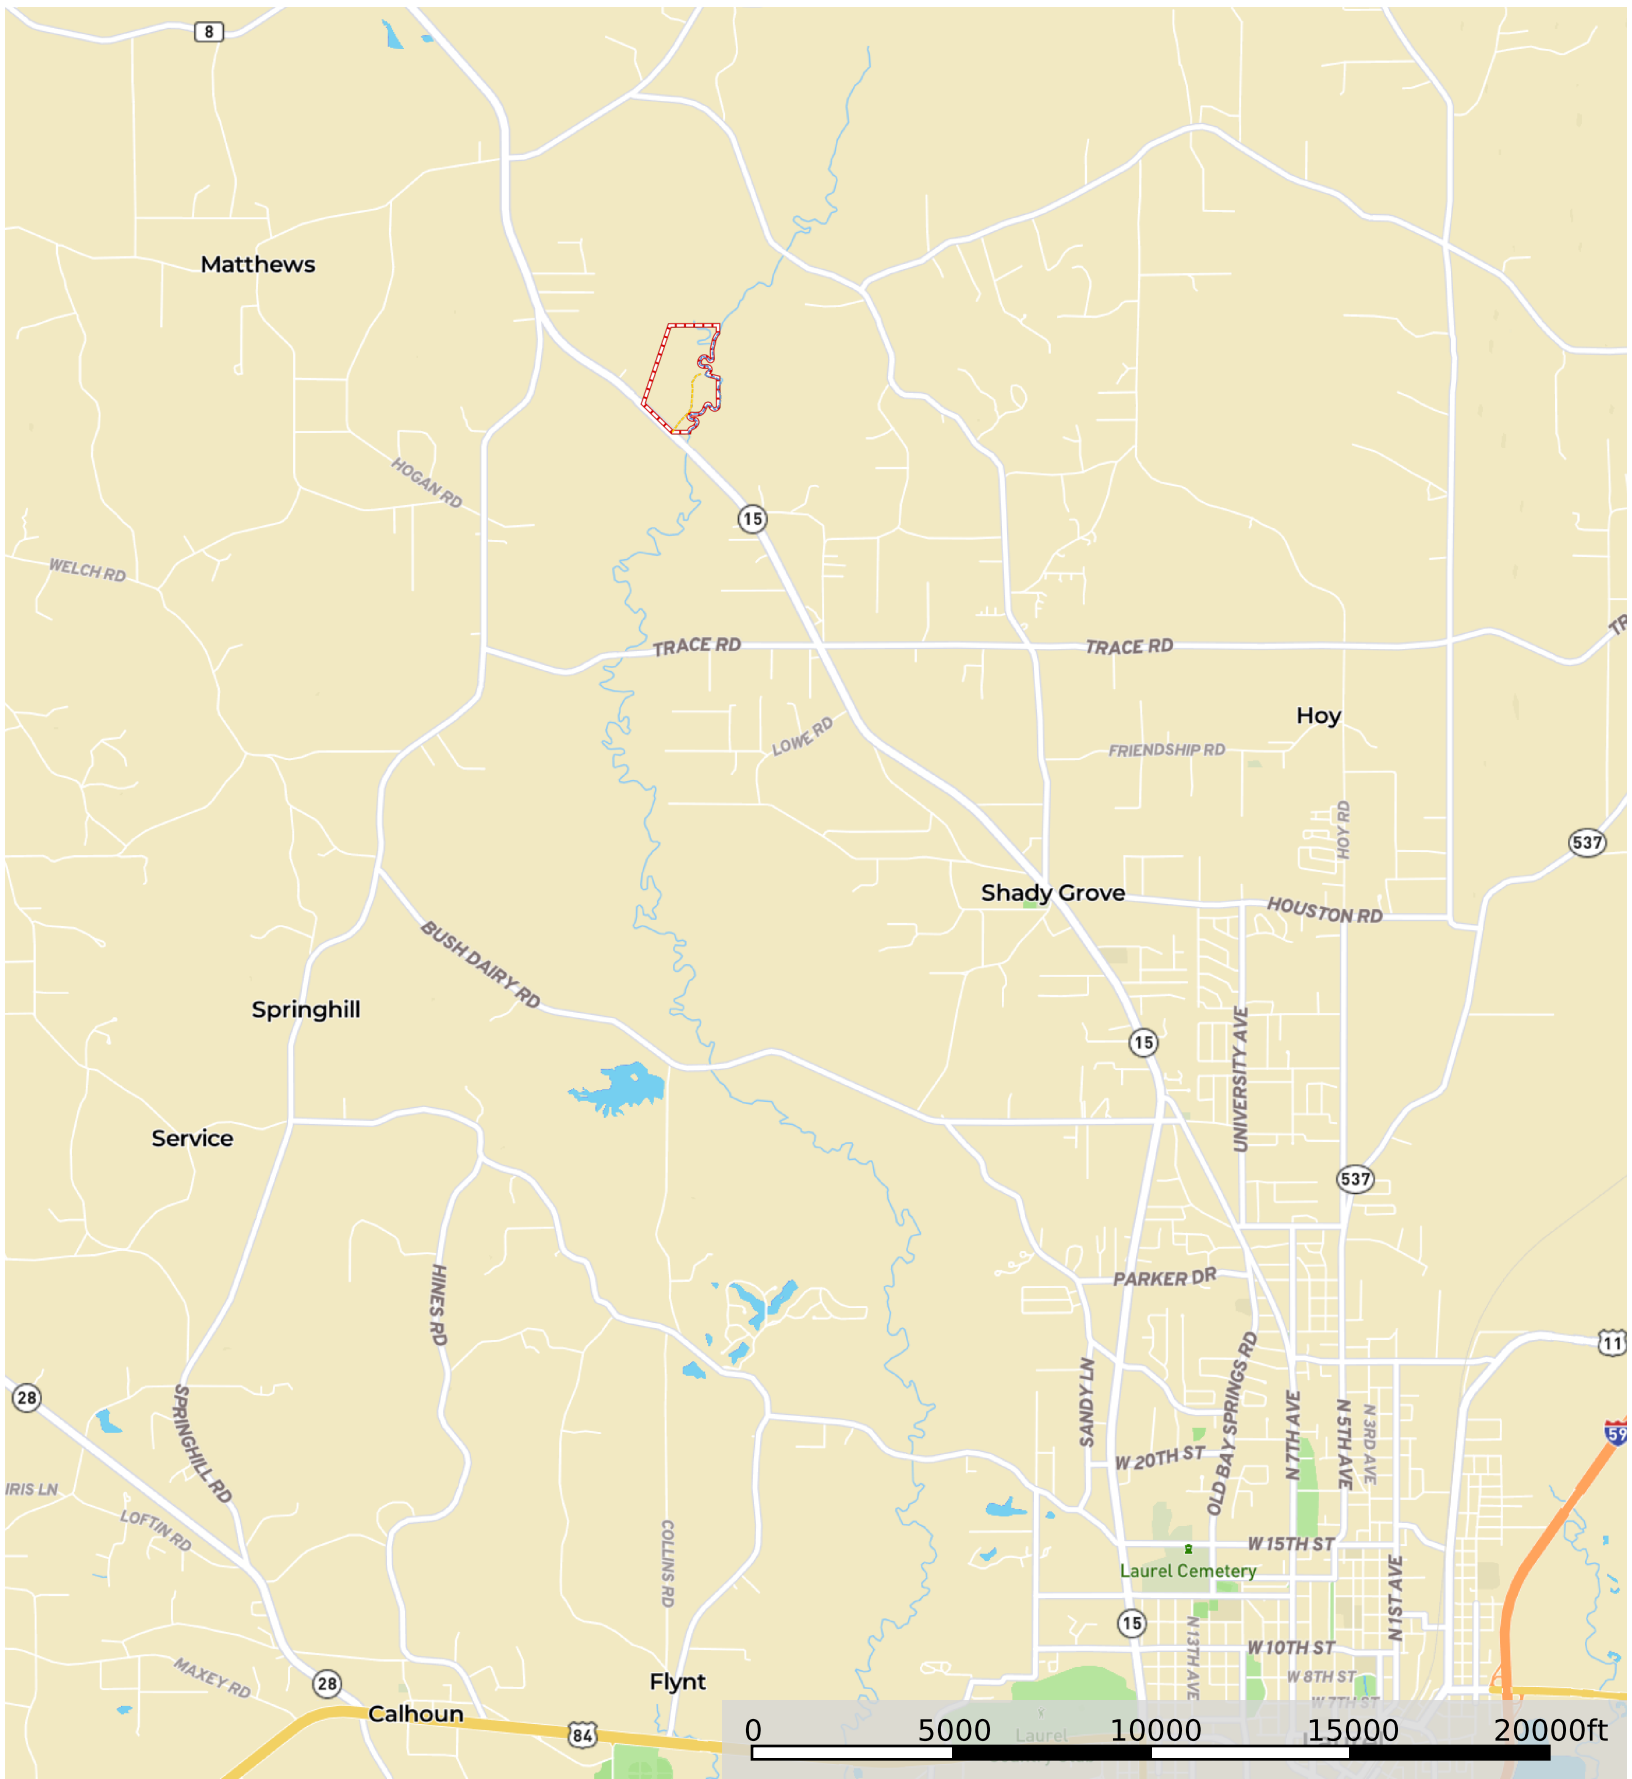 8
Matthews
HOGAN RD
15
WELCH RD
TRACE RD
TRACE RD
TR
Hoy
LOWE RD
FRIENDSHIP RD
HOY RD
537
Shady Grove
HOUSTON RD
BUSH DAIRY RD
Springhill
15
UNIVERSITY AVE
Service
537
HINES RD
PARKER DR
11
28
SPRINGHILL RD
SANDY LN
OLD BAY SPRINGS RD
N 7TH AVE
N 5TH AVE
N 3RD AVE
59
W 20TH ST
IRIS LN
LOFTIN RD
COLLINS RD
W 15TH ST
Laurel Cemetery
N 1ST AVE
15
N 13TH AVE
W 10TH ST
MAXEY RD
28
Flynt
W 8TH ST
W 7TH ST
Calhoun
84
Laurel
0 5000 10000 15000 20000ft